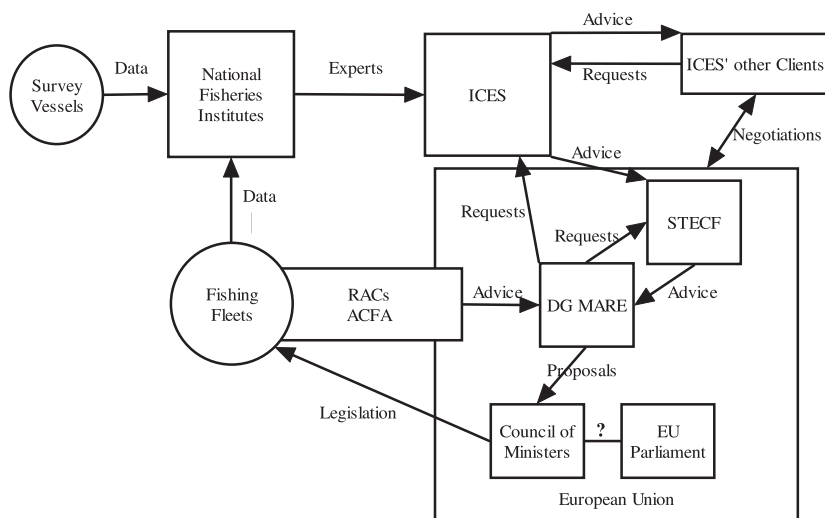 Advice
Survey
Vessels
Data
National
Fisheries
Institutes
Experts
ICES
ICES' other Clients
Requests
Negotiations
Advice
Data
Requests
Requests
STECF
Fishing
Fleets
RACs
ACFA
Advice
DG MARE
Advice
Proposals
Legislation
Council of
Ministers
?
EU
Parliament
European Union